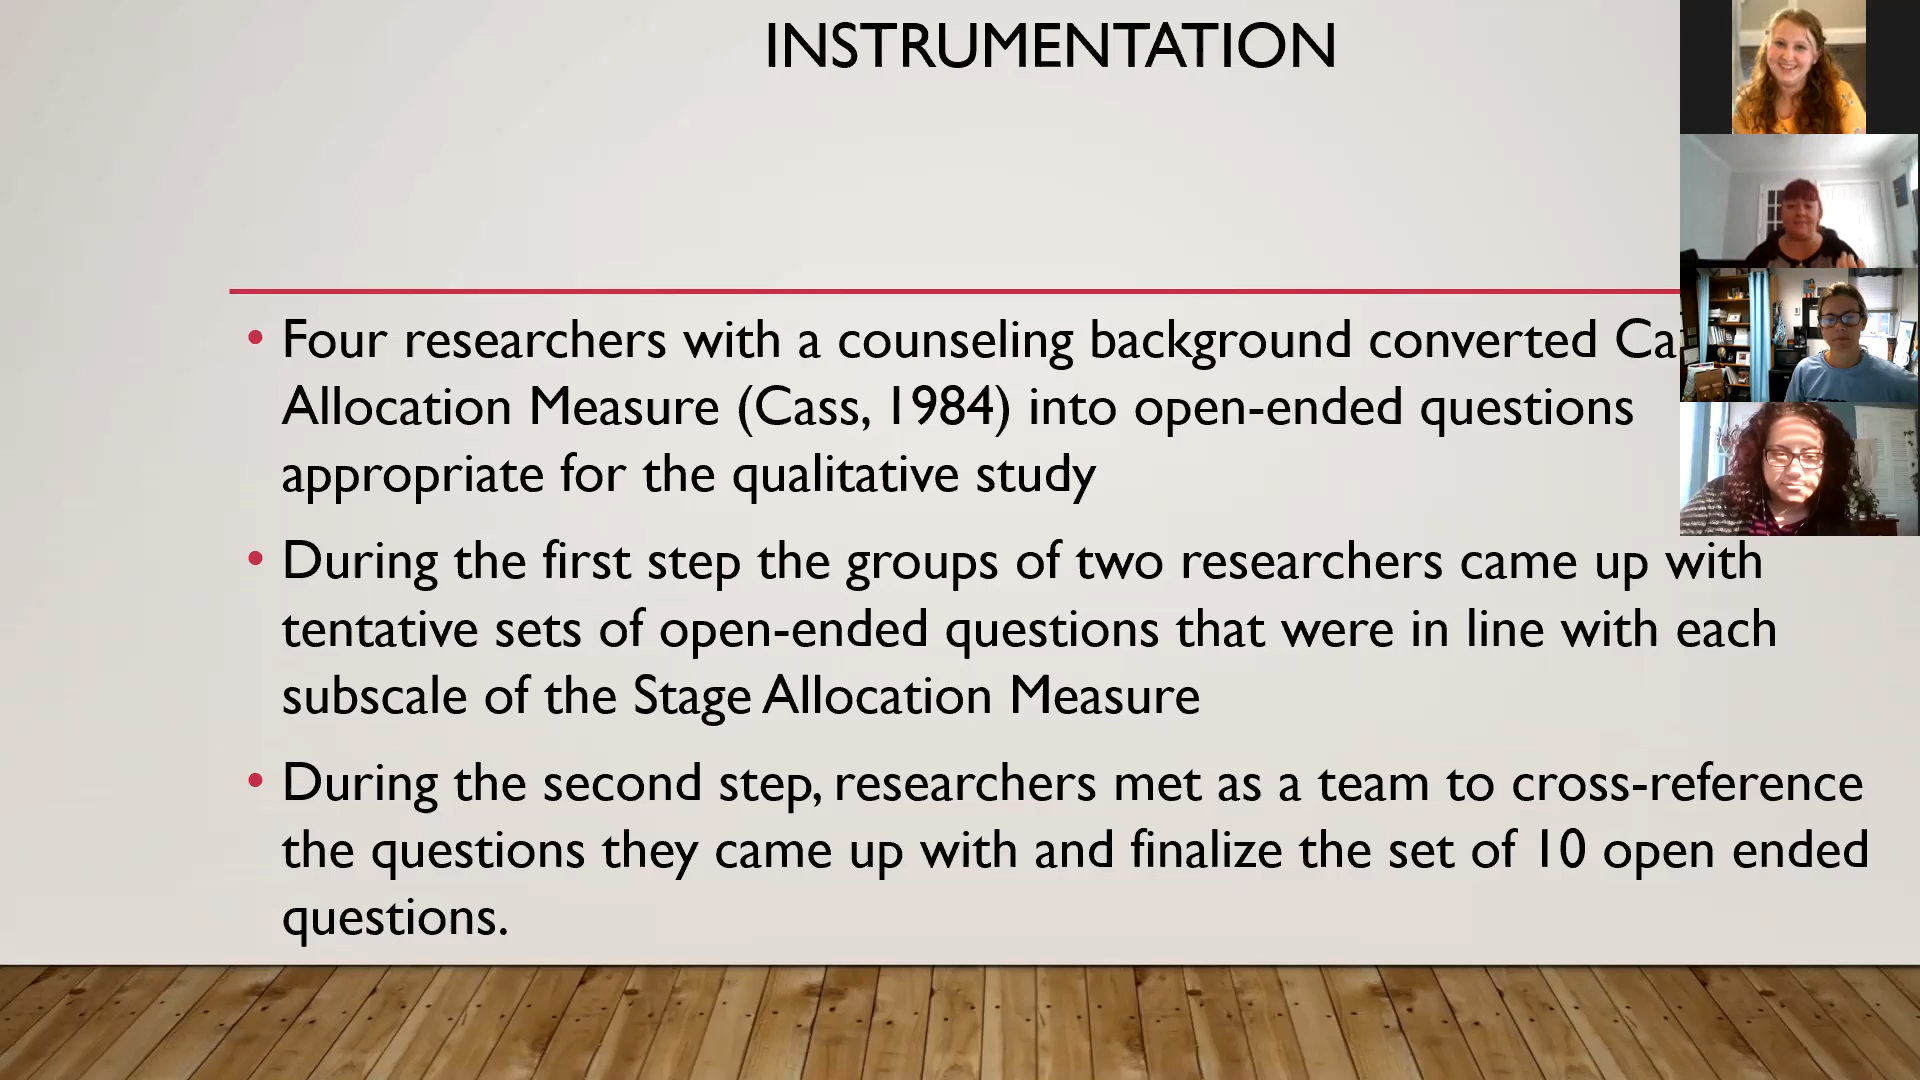 INSTRUMENTATION
• Four researchers with a counseling background converted
Allocation Measure (Cass, 1984) into open-ended questions
appropriate for the qualitative study
• During the first step the groups of two researchers came up with
tentative sets of open-ended questions that were in line with each
subscale of the Stage Allocation Measure
• During the second step, researchers met as a team to cross-reference
the questions they came up with and finalize the set of 10 open ended
questions.